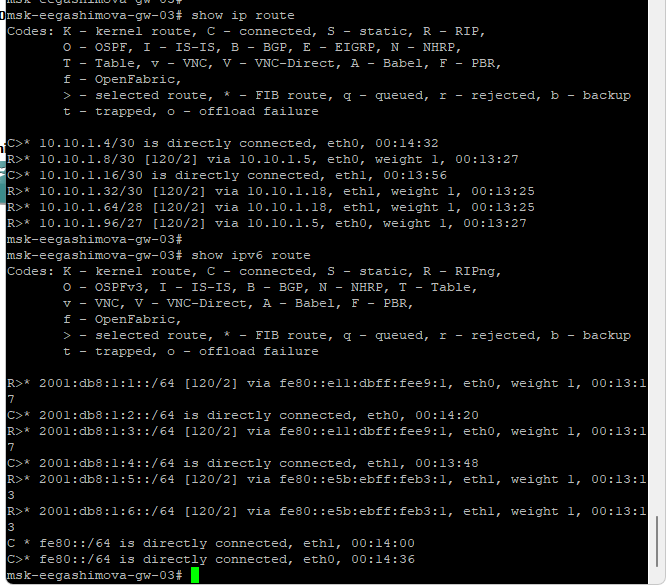 msk-eegashimova-gw-03#
msk-eegashimova-gw-03# show ip route
Codes: K - kernel route, C - connected, S - static, R - RIP,
       O - OSPF, I - IS-IS, B - BGP, E - EIGRP, N - NHRP,
       T - Table, v - VNC, V - VNC-Direct, A - Babel, F - PBR,
       f - OpenFabric,
       > - selected route, * - FIB route, q - queued, r - rejected, b - backup
       t - trapped, o - offload failure

C>* 10.10.1.4/30 is directly connected, eth0, 00:14:32
R>* 10.10.1.8/30 [120/2] via 10.10.1.5, eth0, weight 1, 00:13:27
C>* 10.10.1.16/30 is directly connected, eth1, 00:13:56
R>* 10.10.1.32/30 [120/2] via 10.10.1.18, eth1, weight 1, 00:13:25
R>* 10.10.1.64/28 [120/2] via 10.10.1.18, eth1, weight 1, 00:13:25
R>* 10.10.1.96/27 [120/2] via 10.10.1.5, eth0, weight 1, 00:13:27
msk-eegashimova-gw-03#
msk-eegashimova-gw-03# show ipv6 route
Codes: K - kernel route, C - connected, S - static, R - RIPng,
       O - OSPFv3, I - IS-IS, B - BGP, N - NHRP, T - Table,
       v - VNC, V - VNC-Direct, A - Babel, F - PBR,
       f - OpenFabric,
       > - selected route, * - FIB route, q - queued, r - rejected, b - backup
       t - trapped, o - offload failure

R>* 2001:db8:1:1::/64 [120/2] via fe80::e11:dbff:fee9:1, eth0, weight 1, 00:13:1
7
C>* 2001:db8:1:2::/64 is directly connected, eth0, 00:14:20
R>* 2001:db8:1:3::/64 [120/2] via fe80::e11:dbff:fee9:1, eth0, weight 1, 00:13:1
7
C>* 2001:db8:1:4::/64 is directly connected, eth1, 00:13:48
R>* 2001:db8:1:5::/64 [120/2] via fe80::e5b:ebff:feb3:1, eth1, weight 1, 00:13:1
3
R>* 2001:db8:1:6::/64 [120/2] via fe80::e5b:ebff:feb3:1, eth1, weight 1, 00:13:1
3
C * fe80::/64 is directly connected, eth1, 00:14:00
C>* fe80::/64 is directly connected, eth0, 00:14:36
msk-eegashimova-gw-03#